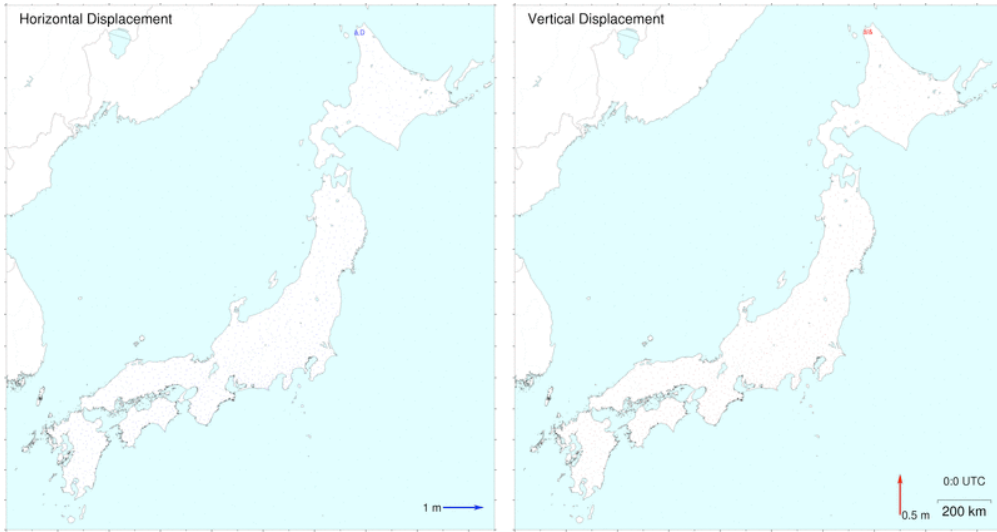 Horizontal Displacement
1 m
Vertical Displacement
0:0 UTC
0.5 m
200 km